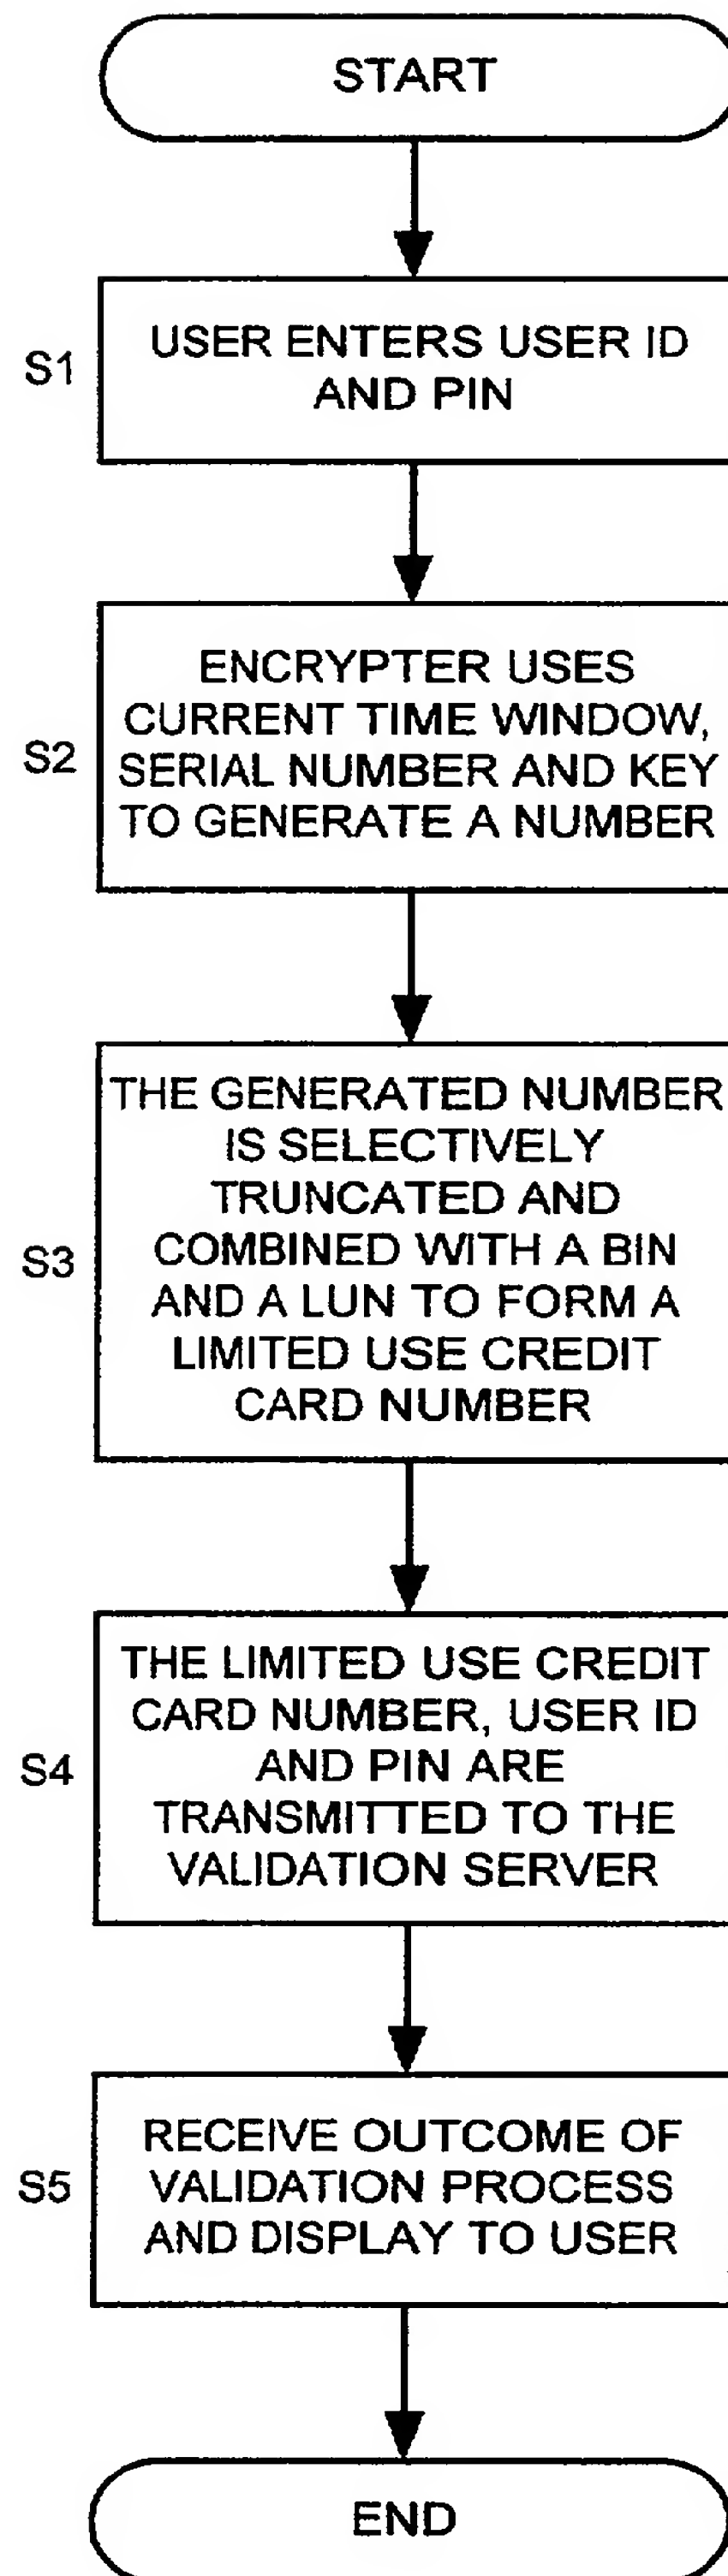 START
S1
USER ENTERS USER ID
AND PIN
S2
ENCRYPTER USES
CURRENT TIME WINDOW,
SERIAL NUMBER AND KEY
TO GENERATE A NUMBER
S3
THE GENERATED NUMBER
IS SELECTIVELY
TRUNCATED AND
COMBINED WITH A BIN
AND A LUN TO FORM A
LIMITED USE CREDIT
CARD NUMBER
S4
THE LIMITED USE CREDIT
CARD NUMBER, USER ID
AND PIN ARE
TRANSMITTED TO THE
VALIDATION SERVER
S5
RECEIVE OUTCOME OF
VALIDATION PROCESS
AND DISPLAY TO USER
END